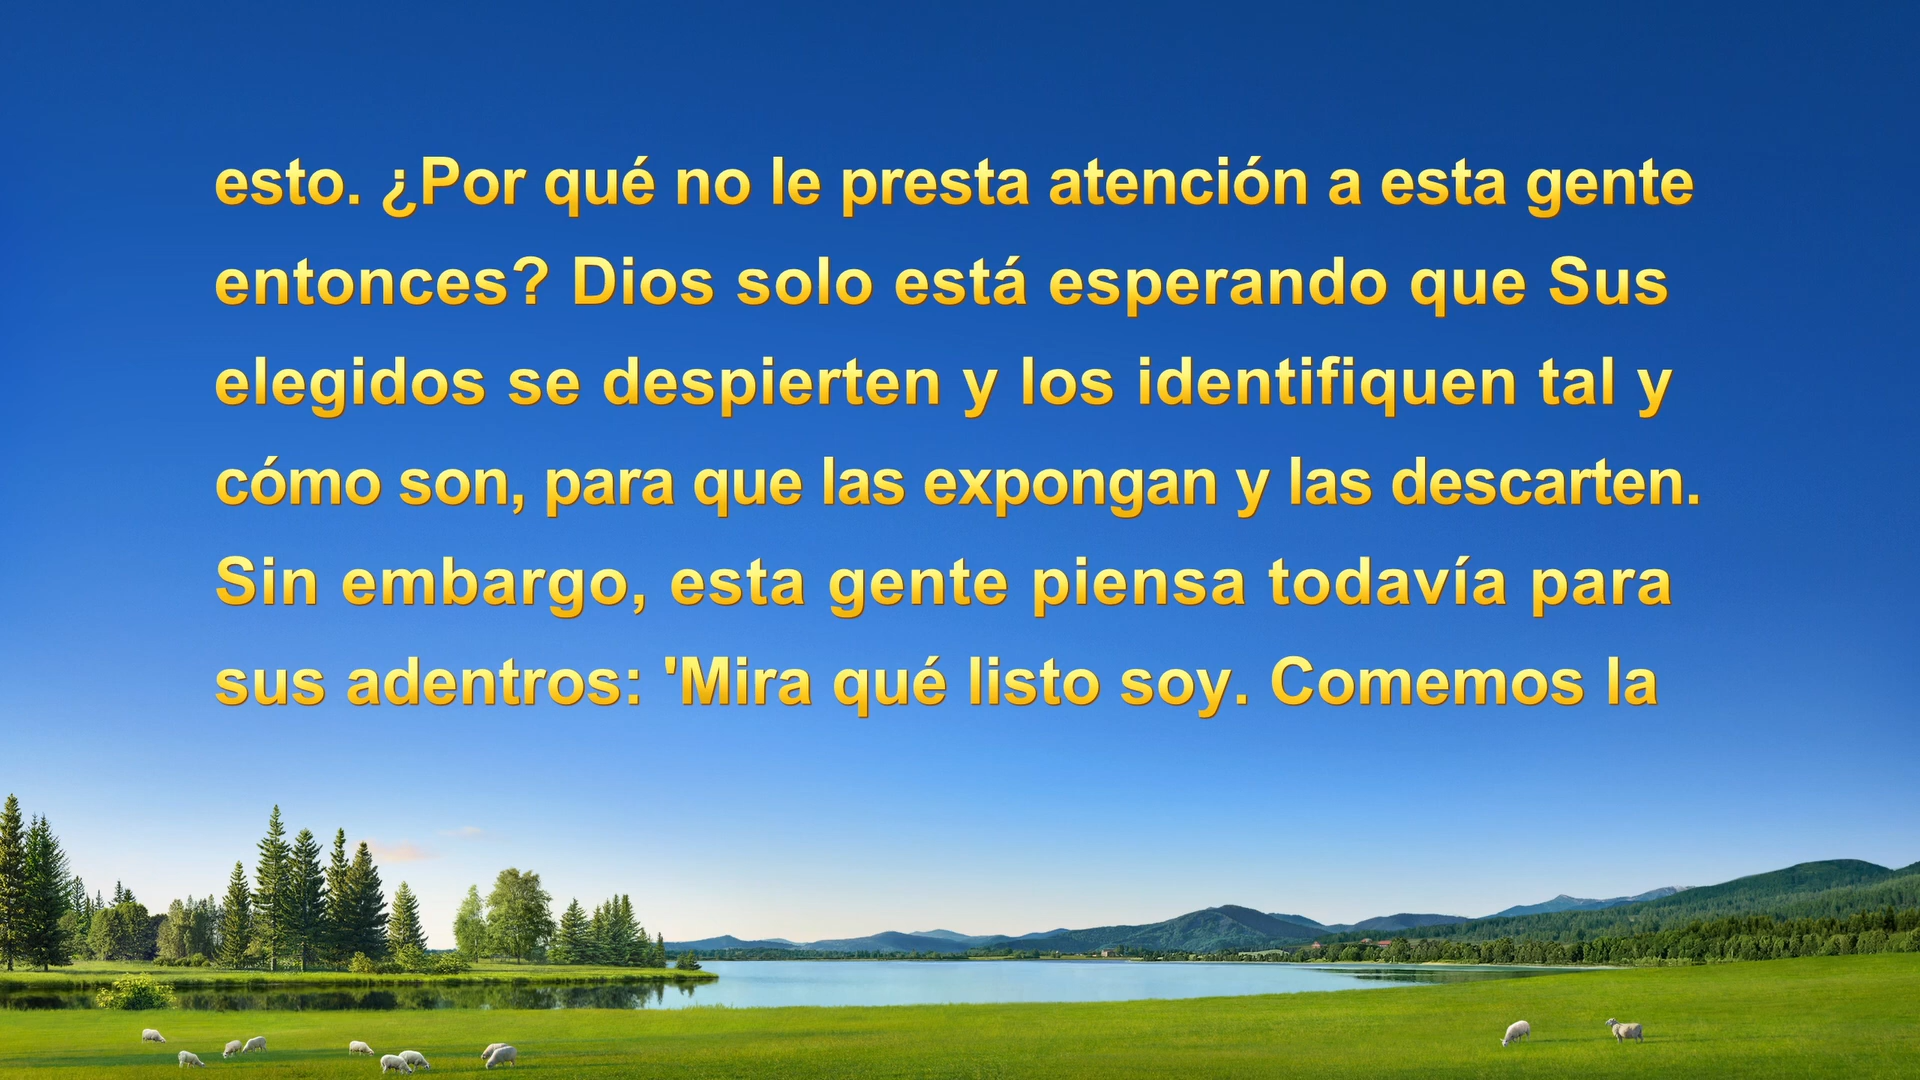 esto. ¿Por qué no le presta atención a esta gente
entonces? Dios solo está esperando que Sus
elegidos se despierten y los identifiquen tal y
cómo son, para que las expongan y las descarten.
Sin embargo, esta gente piensa todavía para
sus adentros: 'Mira qué listo soy. Comemos la